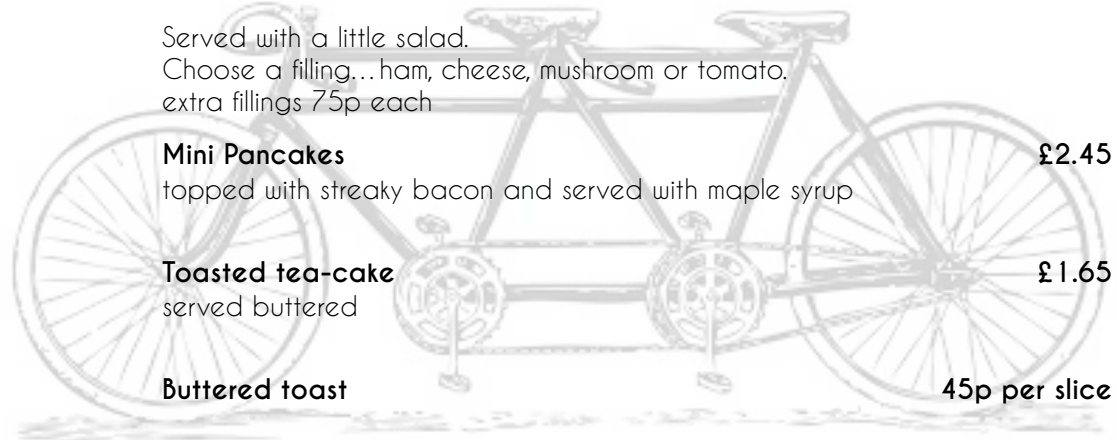 Served with a little salad.
Choose a filling...ham, cheese, mushroom or tomato.
extra fillings 75p each
Mini Pancakes £2.45
topped with streaky bacon and served with maple syrup
Toasted tea-cake £1.65
served buttered
Buttered toast 45p per slice